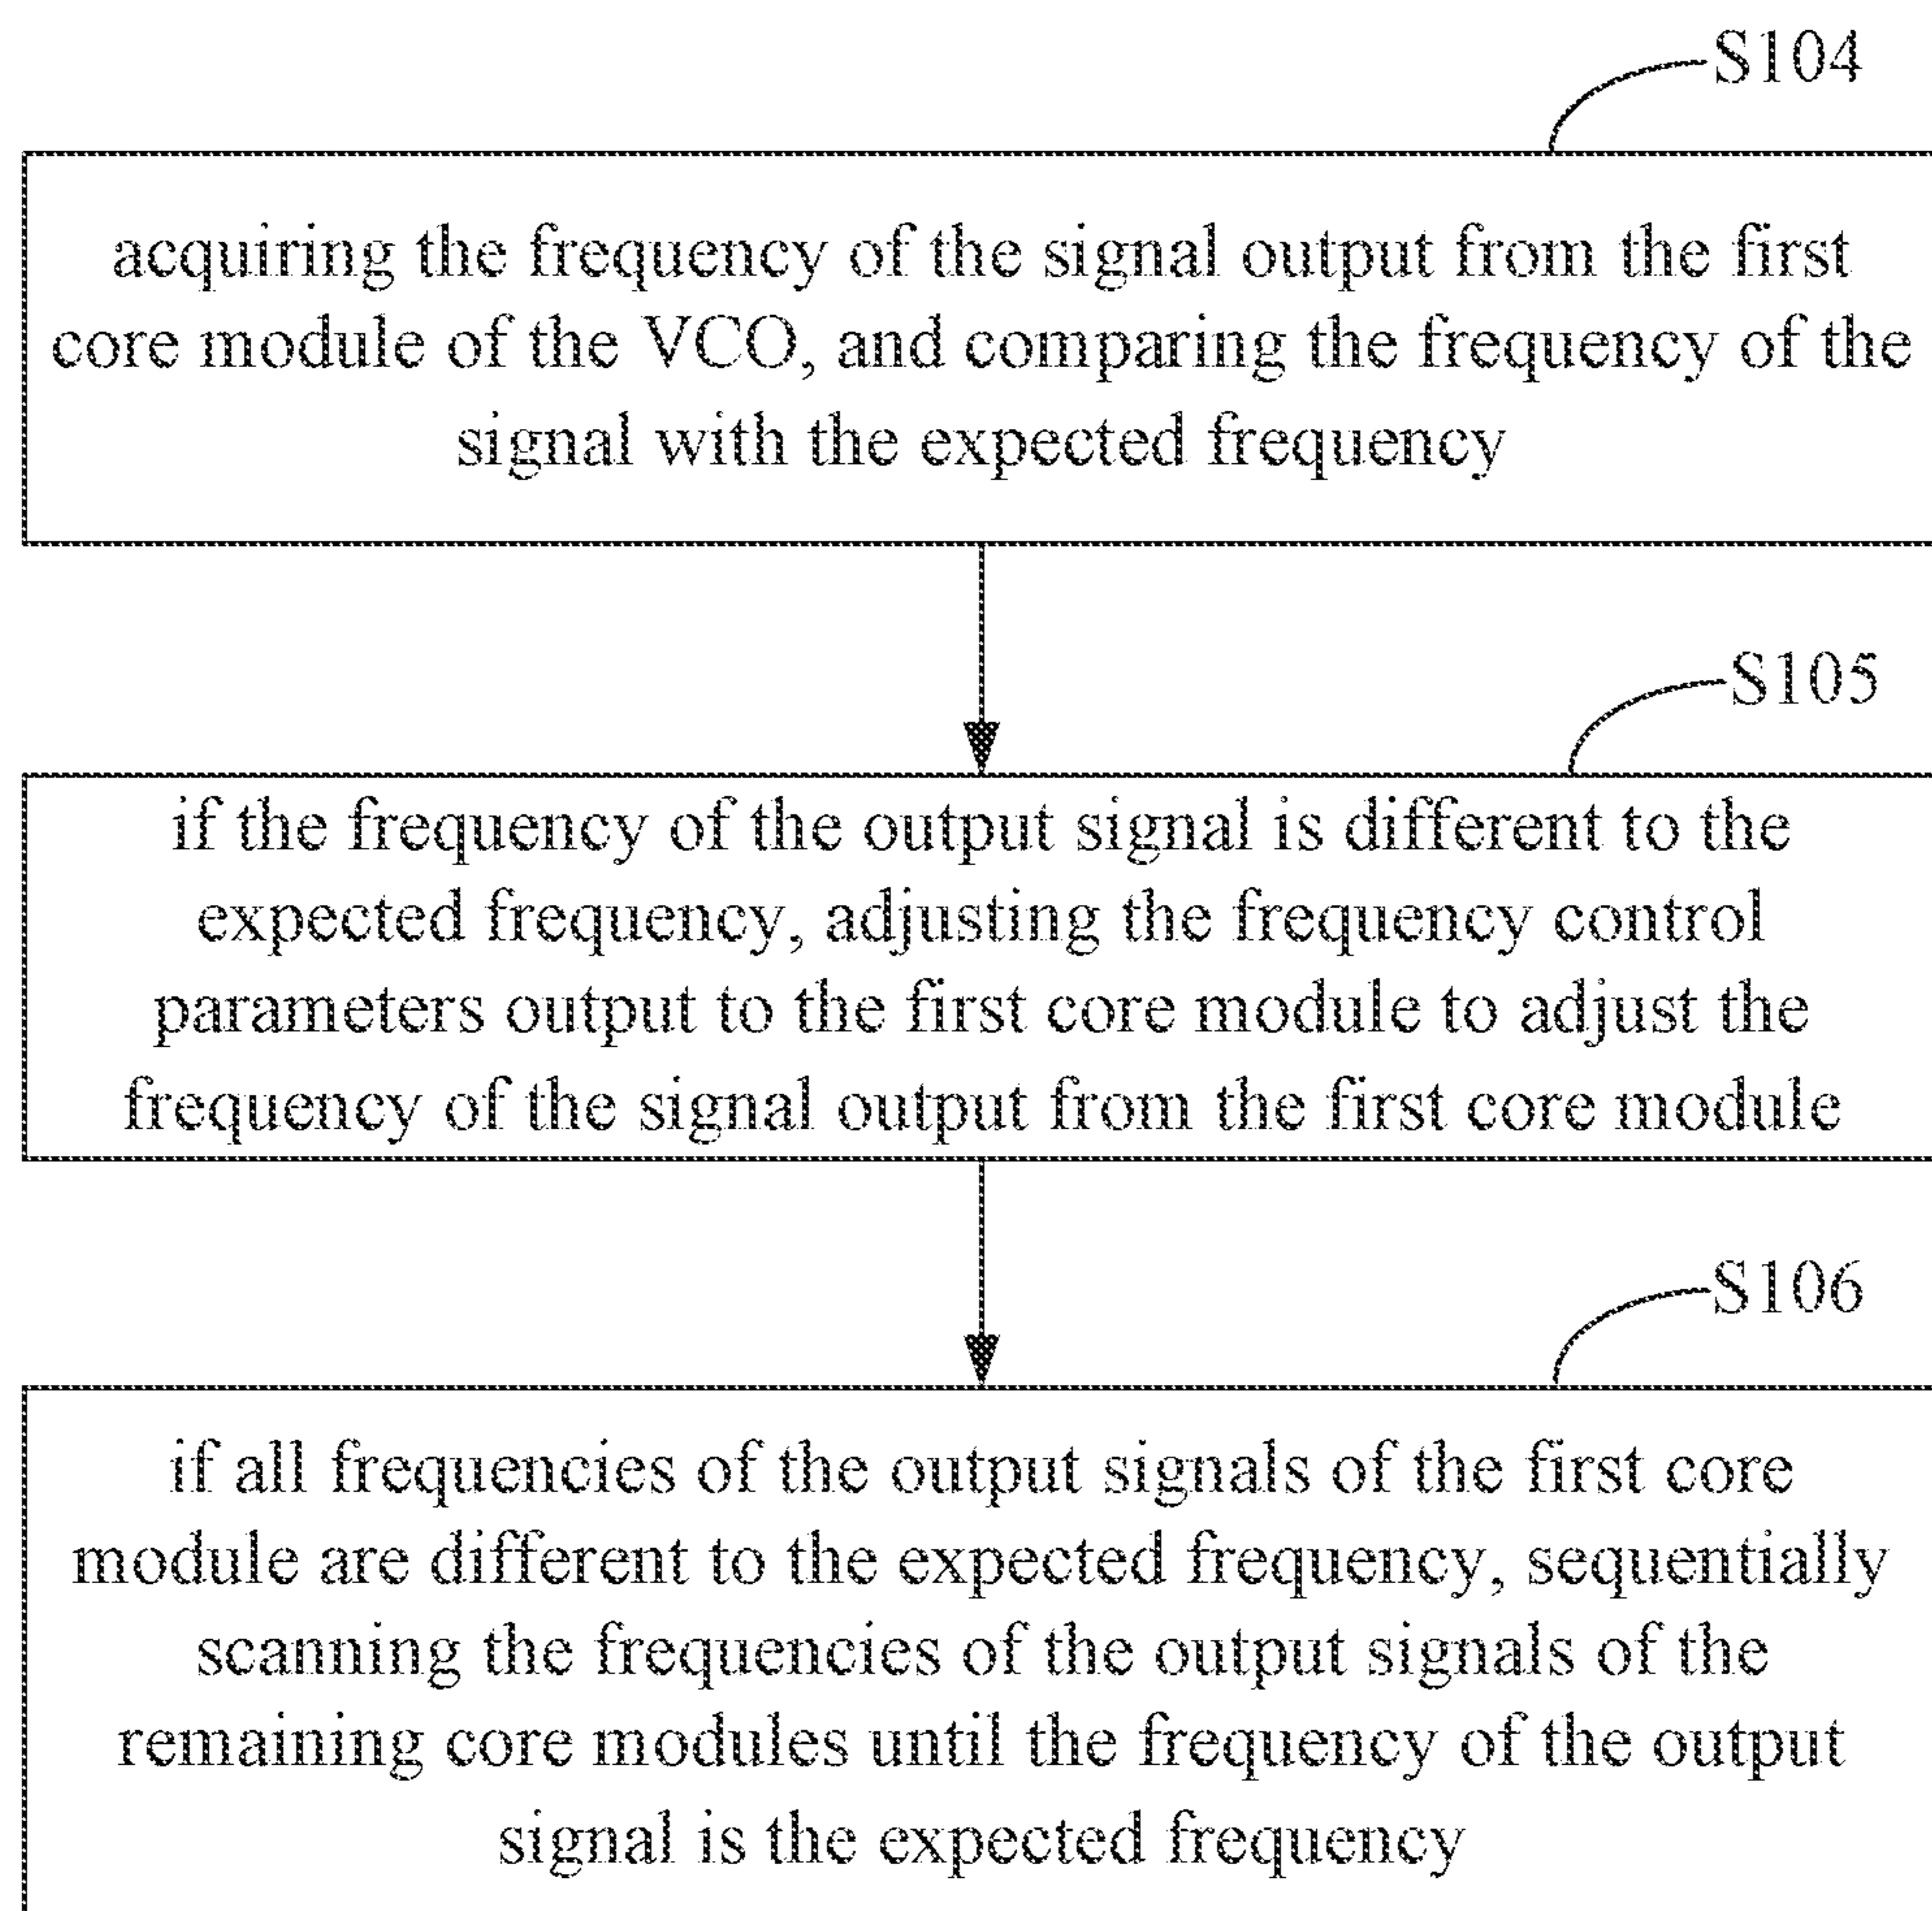 S104
acquiring the frequency of the signal output from the first
core module of the VCO, and comparing the frequency of the
signal with the expected frequency
S105
if the frequency of the output signal is different to the
expected frequency, adjusting the frequency control
parameters output to the first core module to adjust the
frequency of the signal output from the first core module
S106
if all frequencies of the output signals of the first core
module are different to the expected frequency, sequentially
scanning the frequencies of the output signals of the
remaining core modules until the frequency of the output
signal is the expected frequency